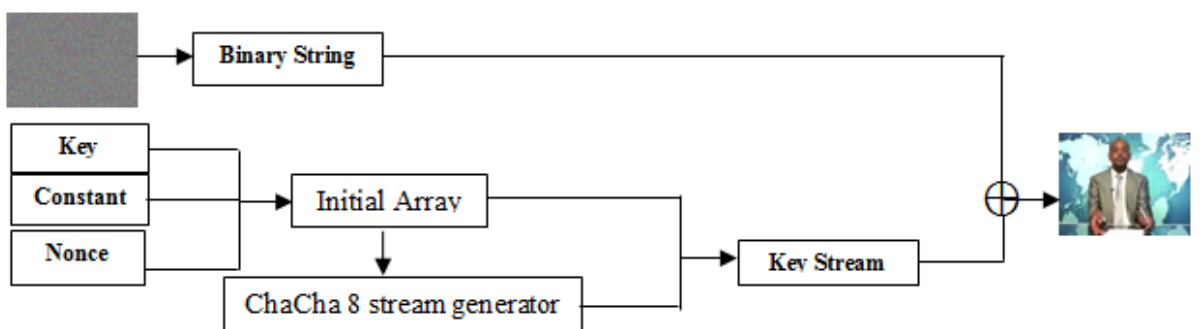 Binary String
Key
Constant
Nonce
Initial Array
ChaCha 8 stream generator
Key Stream